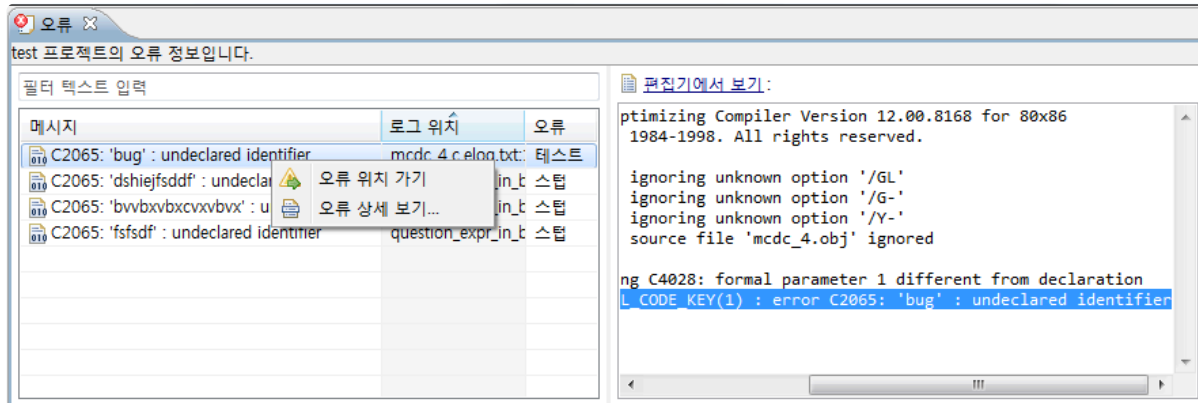 오류
test 프로젝트의 오류 정보입니다.
필터 텍스트 입력
메시지 로그 위치 오류
C2065: 'bug' : undeclared identifier mcdc_4.c.elog.txt: 테스트
C2065: 'dshiejfsddf' : undeclar in_b 스텁
C2065: 'bvvbxvbxcvxvbvx' : u in_b 스텁
C2065: 'fsfsdf' : undeclared identifier question_expr_in_b 스텁
오류 위치 가기
오류 상세 보기...
편집기에서 보기:
ptimizing Compiler Version 12.00.8168 for 80x86
1984-1998. All rights reserved.
ignoring unknown option '/GL'
ignoring unknown option '/G-'
ignoring unknown option '/Y-'
source file 'mcdc_4.obj' ignored
ng C4028: formal parameter 1 different from declaration
L_CODE_KEY(1) : error C2065: 'bug' : undeclared identifier